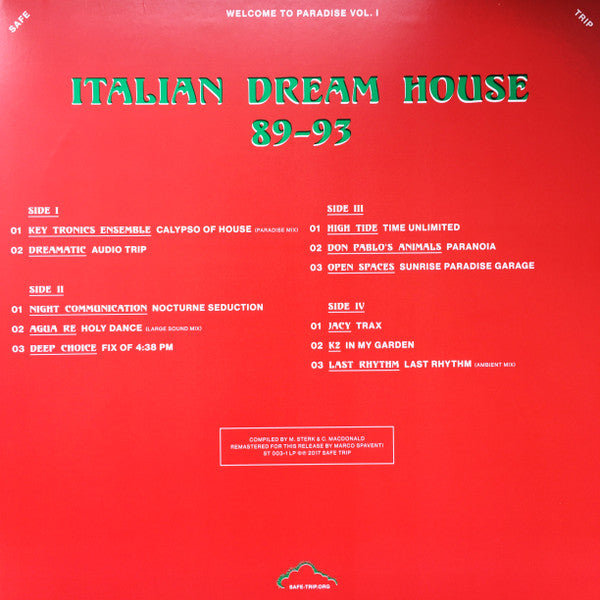 SAFE
WELCOME TO PARADISE VOL. I
TRIP
ITALIAN DREAM HOUSE
89-93
SIDE I
01 KEY TRONICS ENSEMBLE CALYPSO OF HOUSE (PARADISE MIX)
02 DREAMATIC AUDIO TRIP
SIDE II
01 NIGHT COMMUNICATION NOCTURNE SEDUCTION
02 AGUA RE HOLY DANCE (LARGE SOUND MIX)
03 DEEP CHOICE FIX OF 4:38 PM
SIDE III
01 HIGH TIDE TIME UNLIMITED
02 DON PABLO'S ANIMALS PARANOIA
03 OPEN SPACES SUNRISE PARADISE GARAGE
SIDE IV
01 JACY TRAX
02 K2 IN MY GARDEN
03 LAST RHYTHM LAST RHYTHM (AMBIENT MIX)
COMPILED BY M. STERK & C. MACDONALD
REMASTERED FOR THIS RELEASE BY MARCO SPAVENTI
ST 003-1 LP ℗© 2017 SAFE TRIP
SAFE-TRIP.ORG